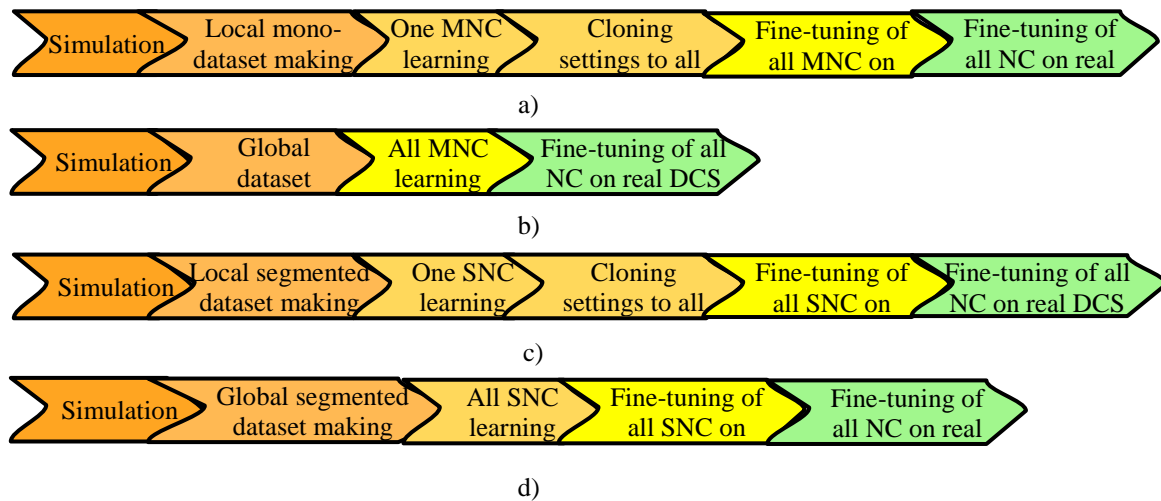 Simulation
Local mono-
dataset making
One MNC
learning
Cloning
settings to all
Fine-tuning of
all MNC on
Fine-tuning of
all NC on real
a)
Simulation
Global
dataset
All MNC
learning
Fine-tuning of all
NC on real DCS
b)
Simulation
Local segmented
dataset making
One SNC
learning
Cloning
settings to all
Fine-tuning of
all SNC on
Fine-tuning of all
NC on real DCS
c)
Simulation
Global segmented
dataset making
All SNC
learning
Fine-tuning of
all SNC on
Fine-tuning of
all NC on real
d)